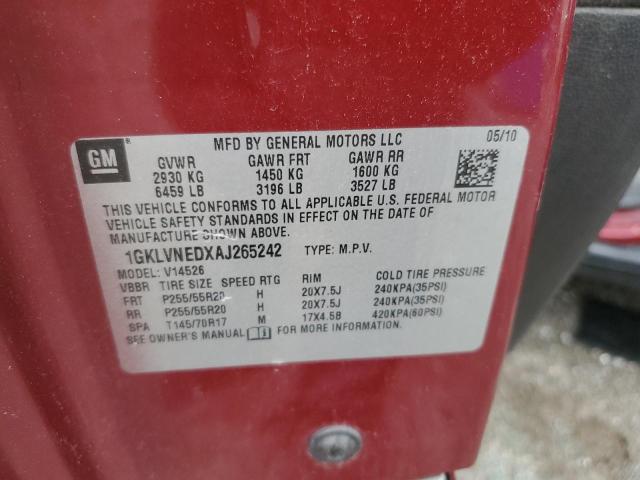 GM
®
MFD BY GENERAL MOTORS LLC 05/10
GVWR GAWR FRT GAWR RR
2930 KG 1450 KG 1600 KG
6459 LB 3196 LB 3527 LB
THIS VEHICLE CONFORMS TO ALL APPLICABLE U.S. FEDERAL MOTOR
VEHICLE SAFETY STANDARDS IN EFFECT ON THE DATE OF
MANUFACTURE SHOWN ABOVE.
1GKLVNEDXAJ265242 TYPE: M.P.V.
MODEL: V14526
VBBR TIRE SIZE SPEED RTG RIM COLD TIRE PRESSURE
FRT P255/55R20 H 20X7.5J 240KPA(35PSI)
RR P255/55R20 H 20X7.5J 240KPA(35PSI)
SPA T145/70R17 M 17X4.5B 420KPA(60PSI)
SEE OWNER'S MANUAL FOR MORE INFORMATION.